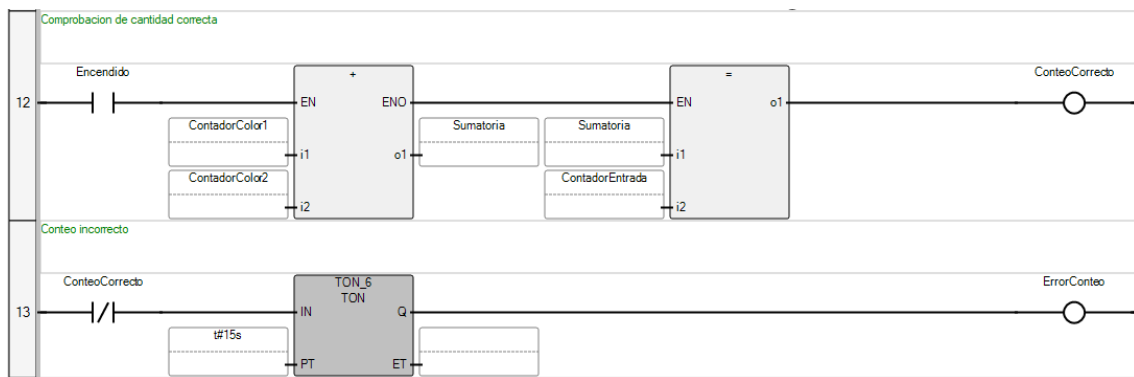 Comprobacion de cantidad correcta
12
Encendido
+
=
ConteoCorrecto
EN
ENO
EN
o1
ContadorColor1
i1
o1
Sumatoria
Sumatoria
i1
ContadorColor2
i2
ContadorEntrada
i2
Conteo incorrecto
13
ConteoCorrecto
TON_6
TON
ErrorConteo
IN
Q
t#15s
PT
ET